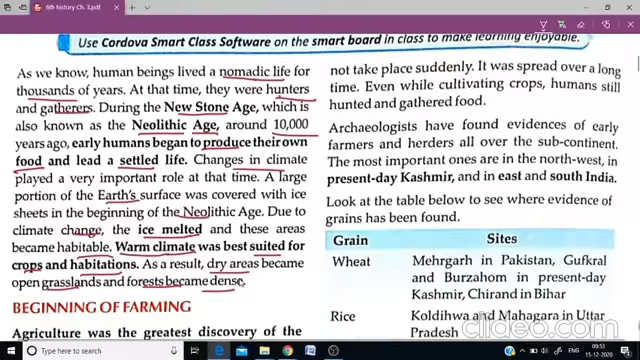 6th history Ch. 3.pdf
Use Cordova Smart Class Software on the smart board in class to make learning enjoyable.
As we know, human beings lived a nomadic life for
thousands of years. At that time, they were hunters
and gatherers. During the New Stone Age, which is
also known as the Neolithic Age, around 10,000
years ago, early humans began to produce their own
food and lead a settled life. Changes in climate
played a very important role at that time. A large
portion of the Earth's surface was covered with ice
sheets in the beginning of the Neolithic Age. Due to
climate change, the ice melted and these areas
became habitable. Warm climate was best suited for
crops and habitations. As a result, dry areas became
open grasslands and forests became dense.
BEGINNING OF FARMING
Agriculture was the greatest discovery of the
not take place suddenly. It was spread over a long
time. Even while cultivating crops, humans still
hunted and gathered food.
Archaeologists have found evidences of early
farmers and herders all over the sub-continent.
The most important ones are in the north-west, in
present-day Kashmir, and in east and south India.
Look at the table below to see where evidence of
grains has been found.
Grain Sites
Wheat Mehrgarh in Pakistan, Gufkral
and Burzahom in present-day
Kashmir, Chirand in Bihar
Rice Koldihwa and Mahagara in Uttar
Pradesh
clideo.com
Type here to search
ENG
09:53
15-12-2020